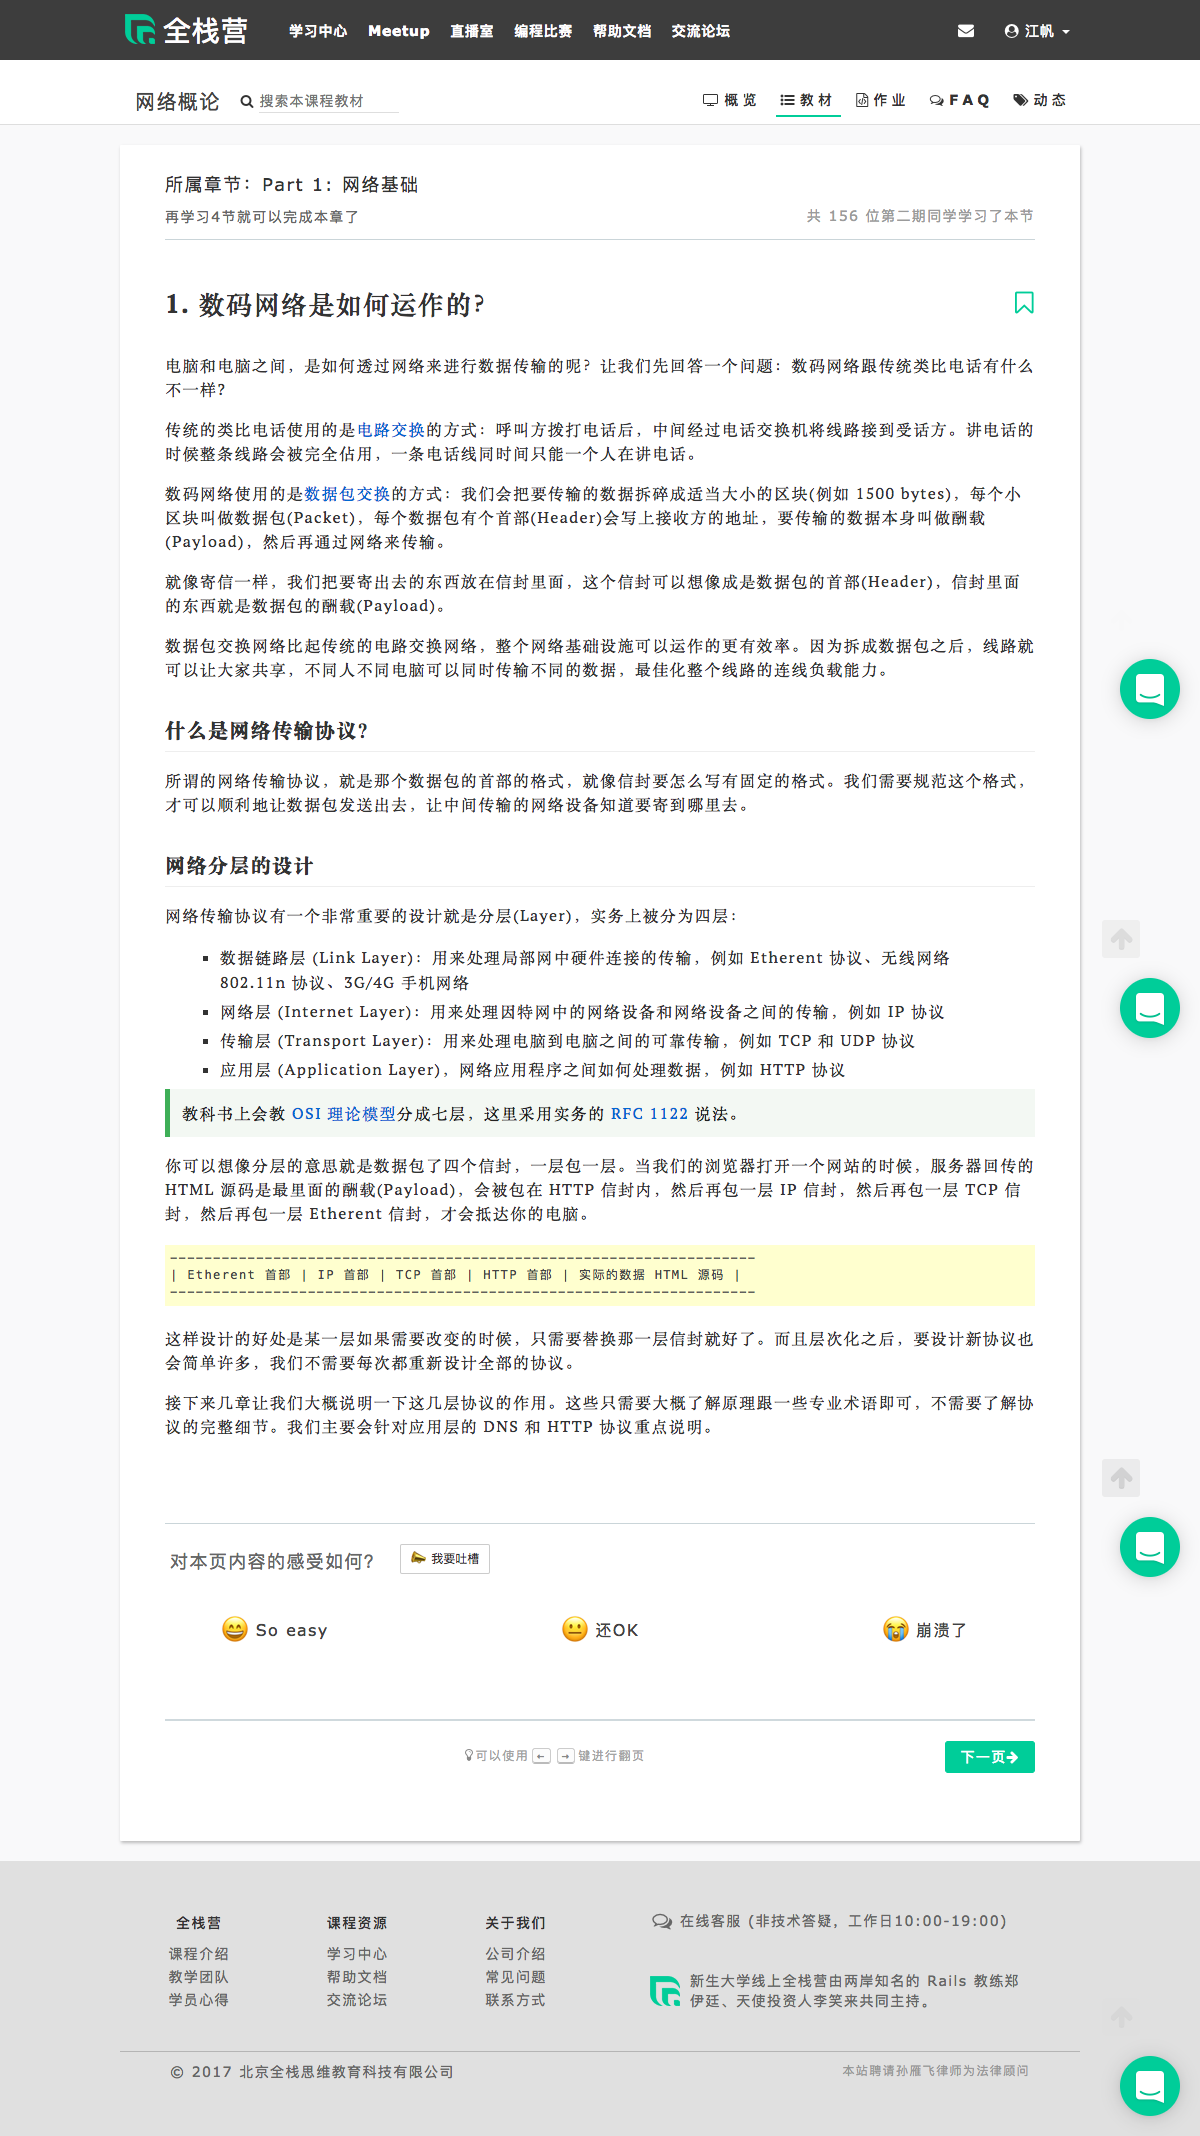 全栈营 学习中心 Meetup 直播室 编程比赛 帮助文档 交流论坛 江帆
网络概论 搜索本课程教材 概览 教材 作业 FAQ 动态
所属章节：Part 1: 网络基础
再学习4节就可以完成本章了 共 156 位第二期同学学习了本节
1. 数码网络是如何运作的?
电脑和电脑之间，是如何透过网络来进行数据传输的呢？让我们先回答一个问题：数码网络跟传统类比电话有什么
不一样?
传统的类比电话使用的是电路交换的方式：呼叫方拨打电话后，中间经过电话交换机将线路接到受话方。讲电话的
时候整条线路会被完全佔用，一条电话线同时间只能一个人在讲电话。
数码网络使用的是数据包交换的方式：我们会把要传输的数据拆碎成适当大小的区块(例如 1500 bytes)，每个小
区块叫做数据包(Packet)，每个数据包有个首部(Header)会写上接收方的地址，要传输的数据本身叫做酬载
(Payload)，然后再通过网络来传输。
就像寄信一样，我们把要寄出去的东西放在信封里面，这个信封可以想像成是数据包的首部(Header)，信封里面
的东西就是数据包的酬载(Payload)。
数据包交换网络比起传统的电路交换网络，整个网络基础设施可以运作的更有效率。因为拆成数据包之后，线路就
可以让大家共享，不同人不同电脑可以同时传输不同的数据，最佳化整个线路的连线负载能力。
什么是网络传输协议?
所谓的网络传输协议，就是那个数据包的首部的格式，就像信封要怎么写有固定的格式。我们需要规范这个格式，
才可以顺利地让数据包发送出去，让中间传输的网络设备知道要寄到哪里去。
网络分层的设计
网络传输协议有一个非常重要的设计就是分层(Layer)，实务上被分为四层：
▪ 数据链路层 (Link Layer)：用来处理局部网中硬件连接的传输，例如 Etherent 协议、无线网络
802.11n 协议、3G/4G 手机网络
▪ 网络层 (Internet Layer)：用来处理因特网中的网络设备和网络设备之间的传输，例如 IP 协议
▪ 传输层 (Transport Layer)：用来处理电脑到电脑之间的可靠传输，例如 TCP 和 UDP 协议
▪ 应用层 (Application Layer)，网络应用程序之间如何处理数据，例如 HTTP 协议
教科书上会教 OSI 理论模型分成七层，这里采用实务的 RFC 1122 说法。
你可以想像分层的意思就是数据包了四个信封，一层包一层。当我们的浏览器打开一个网站的时候，服务器回传的
HTML 源码是最里面的酬载(Payload)，会被包在 HTTP 信封内，然后再包一层 IP 信封，然后再包一层 TCP 信
封，然后再包一层 Etherent 信封，才会抵达你的电脑。
--------------------------------------------------------------------
| Etherent 首部 | IP 首部 | TCP 首部 | HTTP 首部 | 实际的数据 HTML 源码 |
--------------------------------------------------------------------
这样设计的好处是某一层如果需要改变的时候，只需要替换那一层信封就好了。而且层次化之后，要设计新协议也
会简单许多，我们不需要每次都重新设计全部的协议。
接下来几章让我们大概说明一下这几层协议的作用。这些只需要大概了解原理跟一些专业术语即可，不需要了解协
议的完整细节。我们主要会针对应用层的 DNS 和 HTTP 协议重点说明。
对本页内容的感受如何? 我要吐槽
So easy 还OK 崩溃了
可以使用 ← → 键进行翻页 下一页
全栈营 课程资源 关于我们 在线客服 (非技术答疑，工作日10:00-19:00)
课程介绍 学习中心 公司介绍
教学团队 帮助文档 常见问题 新生大学线上全栈营由两岸知名的 Rails 教练郑
学员心得 交流论坛 联系方式 伊廷、天使投资人李笑来共同主持。
© 2017 北京全栈思维教育科技有限公司 本站聘请孙雁飞律师为法律顾问